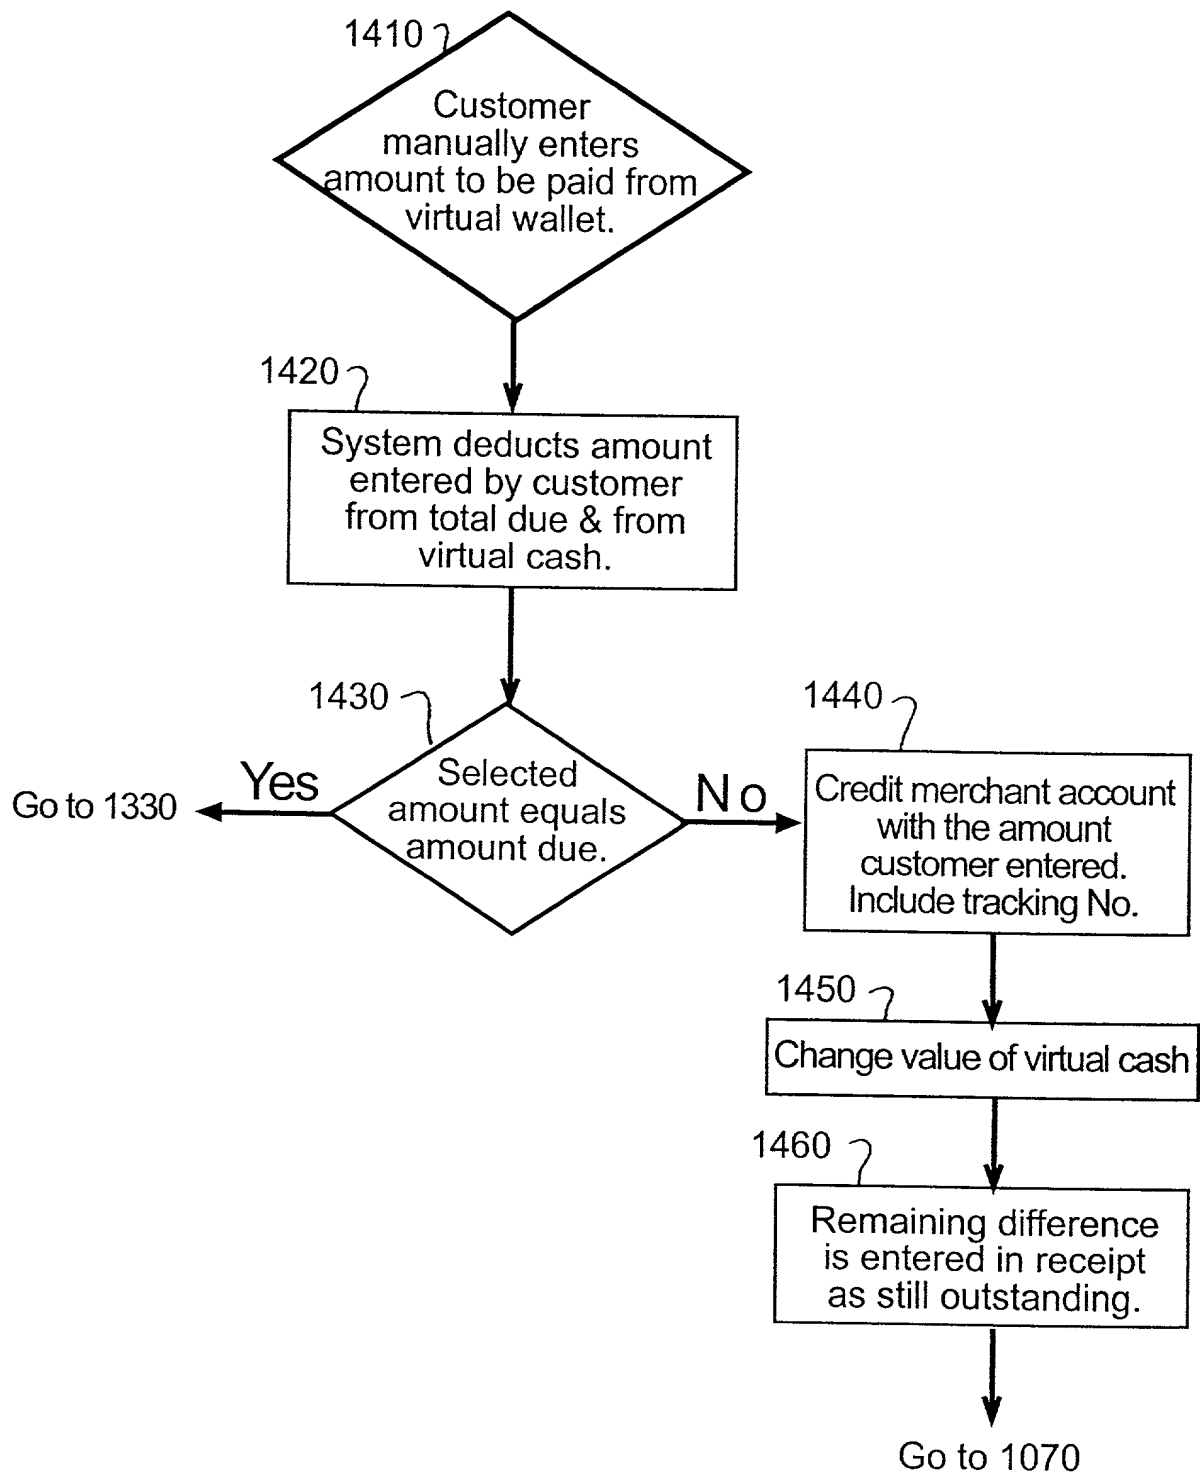 1410
Customer
manually enters
amount to be paid from
virtual wallet.
1420
System deducts amount
entered by customer
from total due & from
virtual cash.
1430
Selected
amount equals
amount due.
Yes
Go to 1330
No
1440
Credit merchant account
with the amount
customer entered.
Include tracking No.
1450
Change value of virtual cash
1460
Remaining difference
is entered in receipt
as still outstanding.
Go to 1070